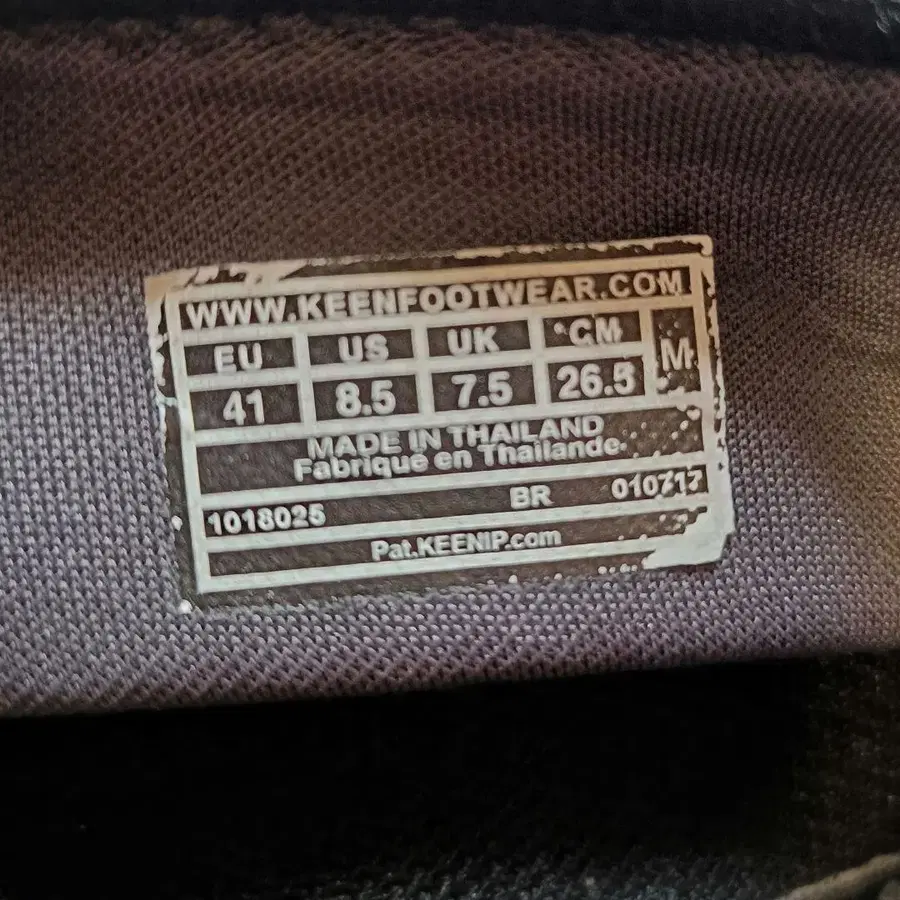 WWW.KEENFOOTWEAR.COM
EU US UK CM M
41 8.5 7.5 26.5
MADE IN THAILAND
Fabriqué en Thaïlande
1018025 BR 010717
Pat.KEENIP.com